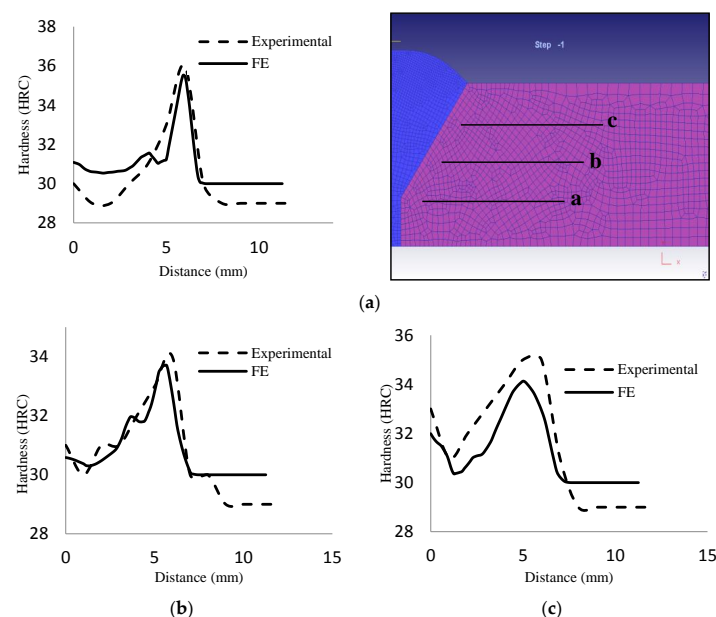 38
36
34
32
30
28
0
5
10
Hardness (HRC)
Distance (mm)
Experimental
FE
Step -1
c
b
a
(a)
34
32
30
28
0
5
10
15
Hardness (HRC)
Distance (mm)
Experimental
FE
(b)
36
34
32
30
28
0
5
10
15
Hardness (HRC)
Distance (mm)
Experimental
FE
(c)